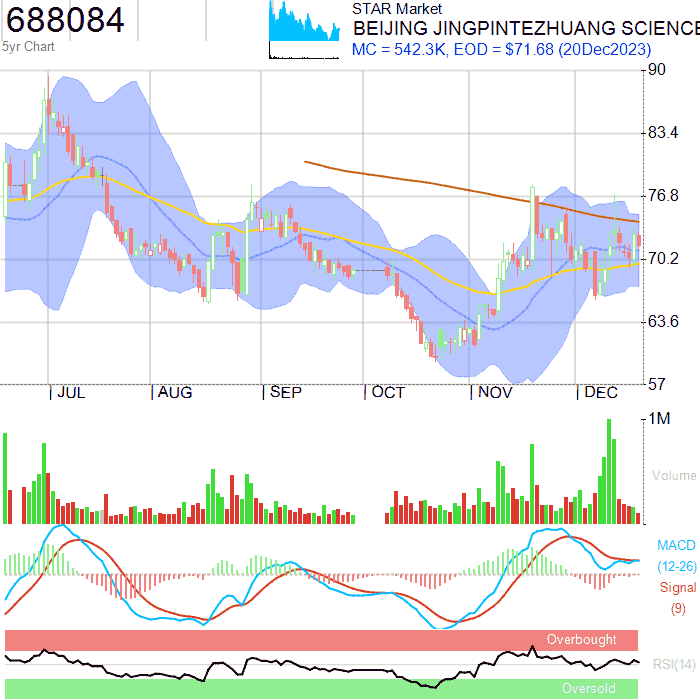 688084
5yr Chart
STAR Market
BEIJING JINGPINTEZHUANG SCIENCE
MC = 542.3K, EOD = $71.68 (20Dec2023)
90
83.4
76.8
70.2
63.6
57
JUL AUG SEP OCT NOV DEC
1M
Volume
MACD
(12-26)
Signal
(9)
Overbought
RSI(14)
Oversold